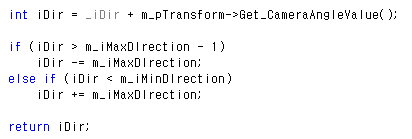 int iDir = _iDir + m_pTransform->Get_CameraAngleValue();
if (iDir > m_iMaxDIrection - 1)
iDir -= m_iMaxDIrection;
else if (iDir < m_iMinDIrection)
iDir += m_iMaxDIrection;
return iDir;